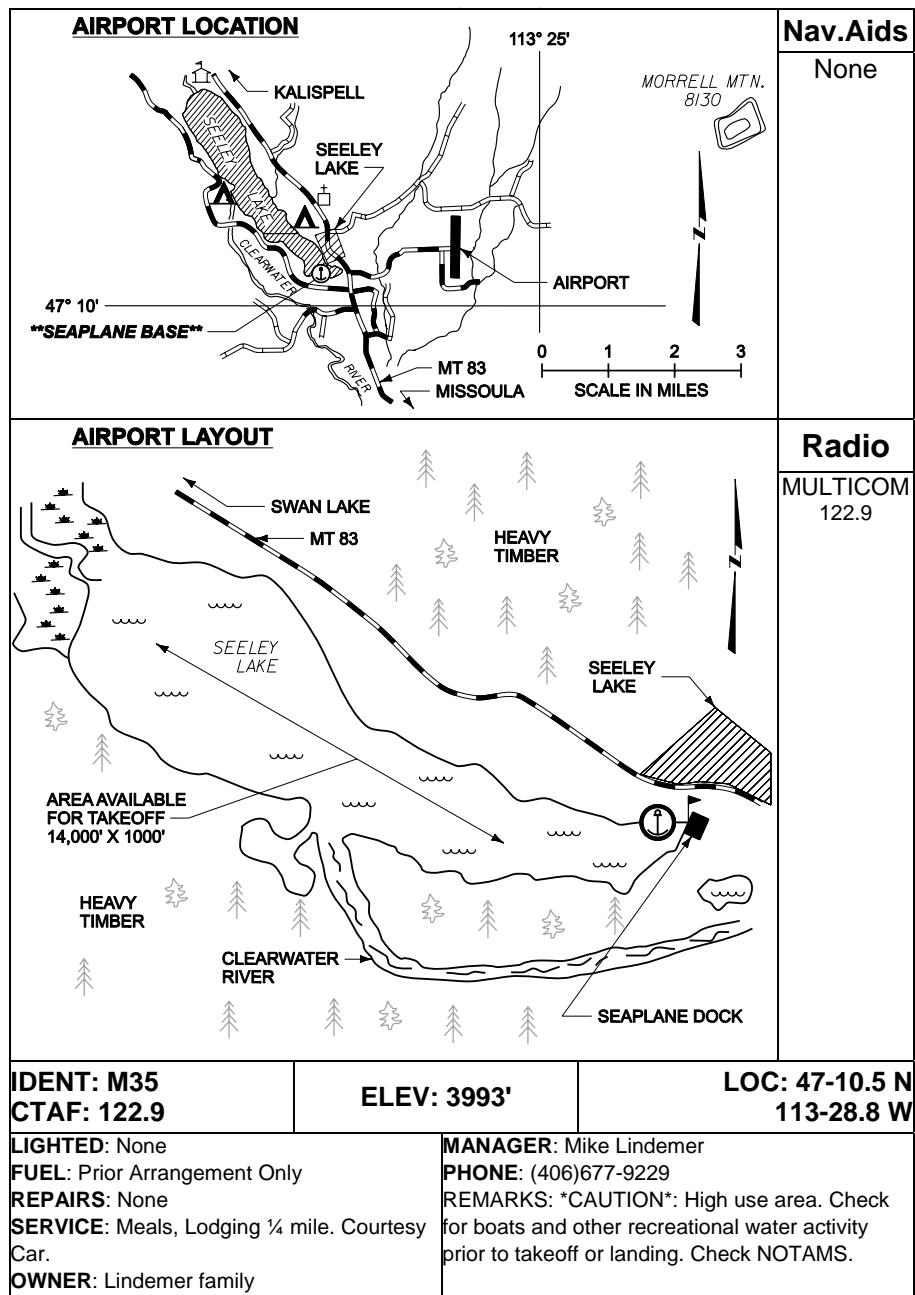 AIRPORT LOCATION
113° 25'
MORRELL MTN.
8130
KALISPELL
SEELEY
LAKE
SEELEY
LAKE
CLEARWATER
AIRPORT
N
47° 10'
**SEAPLANE BASE**
RIVER
MT 83
MISSOULA
0 1 2 3
SCALE IN MILES
Nav.Aids
None
AIRPORT LAYOUT
SWAN LAKE
MT 83
HEAVY
TIMBER
N
SEELEY
LAKE
SEELEY
LAKE
AREA AVAILABLE
FOR TAKEOFF
14,000' X 1000'
HEAVY
TIMBER
CLEARWATER
RIVER
SEAPLANE DOCK
Radio
MULTICOM
122.9
IDENT: M35
CTAF: 122.9
ELEV: 3993'
LOC: 47-10.5 N
113-28.8 W
LIGHTED: None
FUEL: Prior Arrangement Only
REPAIRS: None
SERVICE: Meals, Lodging ¼ mile. Courtesy
Car.
OWNER: Lindemer family
MANAGER: Mike Lindemer
PHONE: (406)677-9229
REMARKS: *CAUTION*: High use area. Check
for boats and other recreational water activity
prior to takeoff or landing. Check NOTAMS.